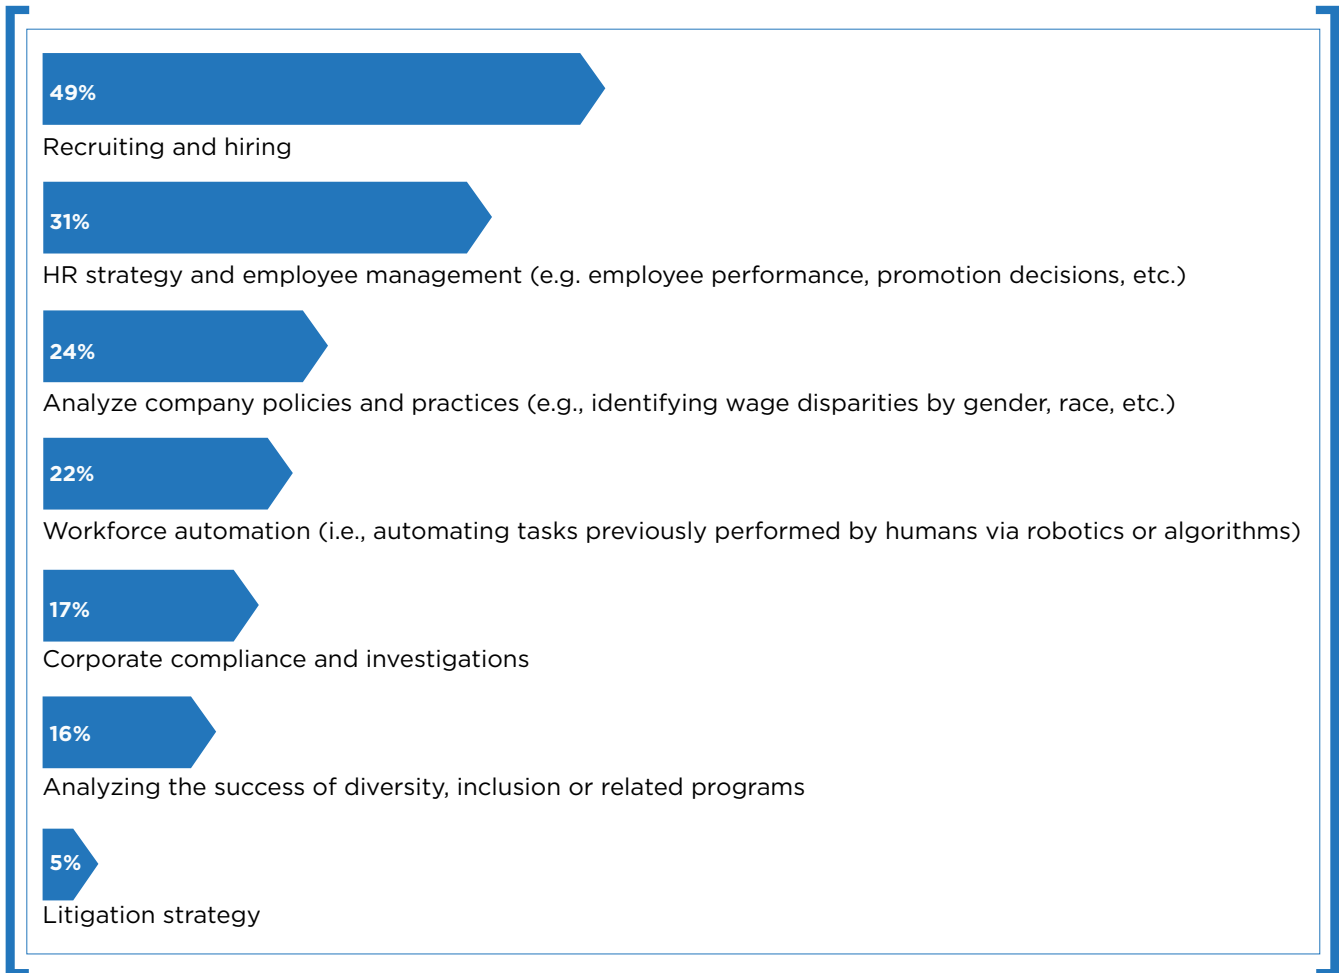 49%
Recruiting and hiring
31%
HR strategy and employee management (e.g. employee performance, promotion decisions, etc.)
24%
Analyze company policies and practices (e.g., identifying wage disparities by gender, race, etc.)
22%
Workforce automation (i.e., automating tasks previously performed by humans via robotics or algorithms)
17%
Corporate compliance and investigations
16%
Analyzing the success of diversity, inclusion or related programs
5%
Litigation strategy